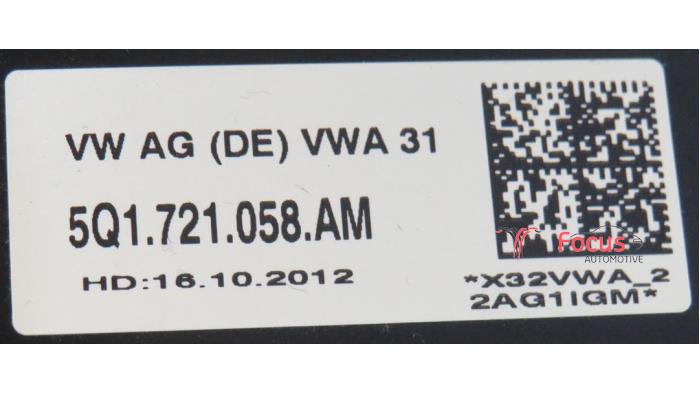 VW AG (DE) VWA 31
5Q1.721.058.AM
HD:16.10.2012
Focus
AUTOMOTIVE
*X32VWA_2
2AG1IGM*